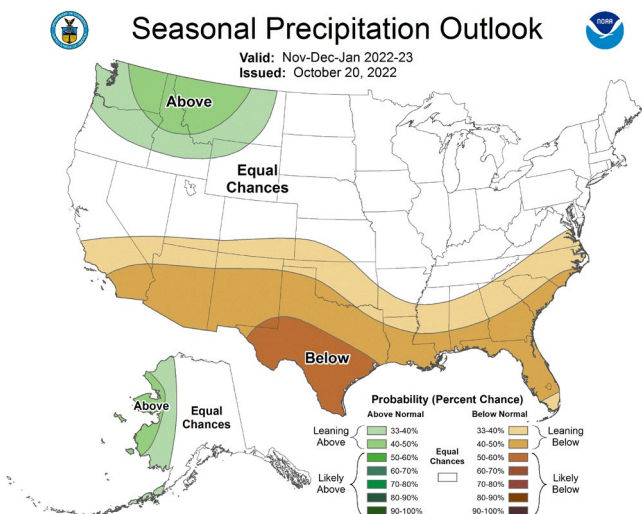 Seasonal Precipitation Outlook
NOAA
Valid: Nov-Dec-Jan 2022-23
Issued: October 20, 2022
Above
Equal
Chances
Below
Above
Equal
Chances
Probability (Percent Chance)
Above Normal
Below Normal
Leaning
Above
33-40%
40-50%
Likely
Above
50-60%
60-70%
70-80%
80-90%
90-100%
Equal
Chances
33-40%
40-50%
Leaning
Below
50-60%
60-70%
70-80%
80-90%
90-100%
Likely
Below